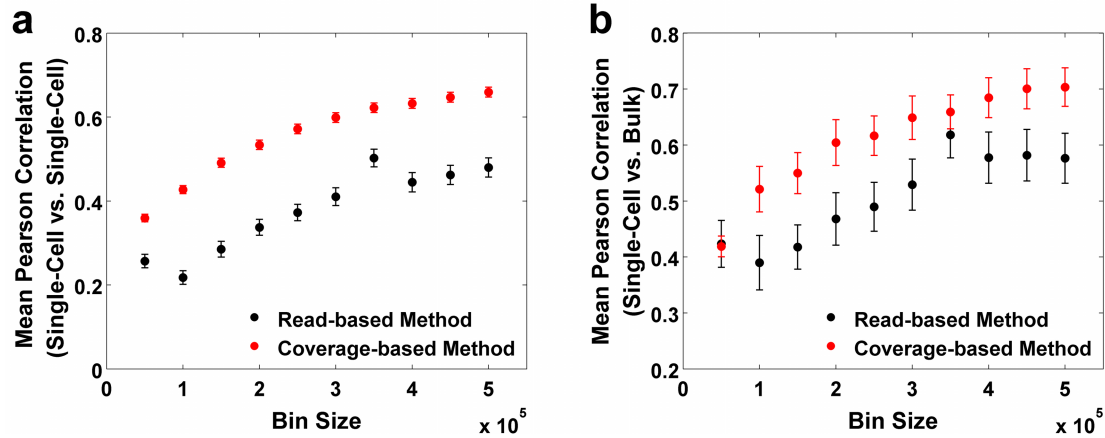 a
Mean Pearson Correlation
(Single-Cell vs. Single-Cell)
0.8
0.6
0.4
0.2
0
0
1
2
3
4
5
x 10^5
Bin Size
Read-based Method
Coverage-based Method
b
Mean Pearson Correlation
(Single-Cell vs. Bulk)
0.8
0.7
0.6
0.5
0.4
0.3
0.2
0
1
2
3
4
5
x 10^5
Bin Size
Read-based Method
Coverage-based Method